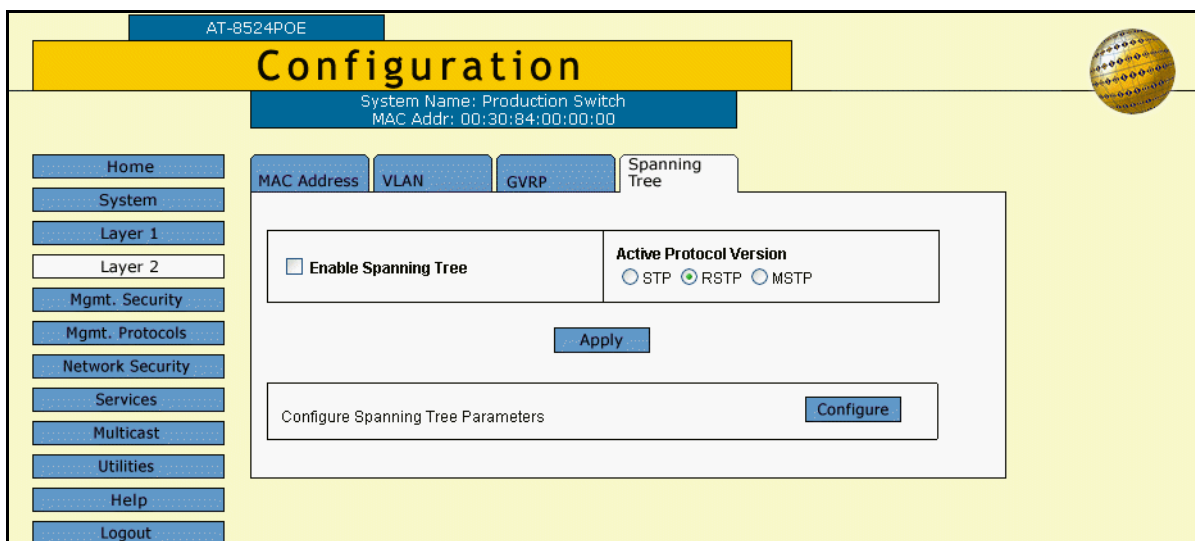 AT-8524POE
Configuration
System Name: Production Switch
MAC Addr: 00:30:84:00:00:00
Home
System
Layer 1
Layer 2
Mgmt. Security
Mgmt. Protocols
Network Security
Services
Multicast
Utilities
Help
Logout
MAC Address
VLAN
GVRP
Spanning
Tree
Enable Spanning Tree
Active Protocol Version
STP RSTP MSTP
Apply
Configure Spanning Tree Parameters
Configure